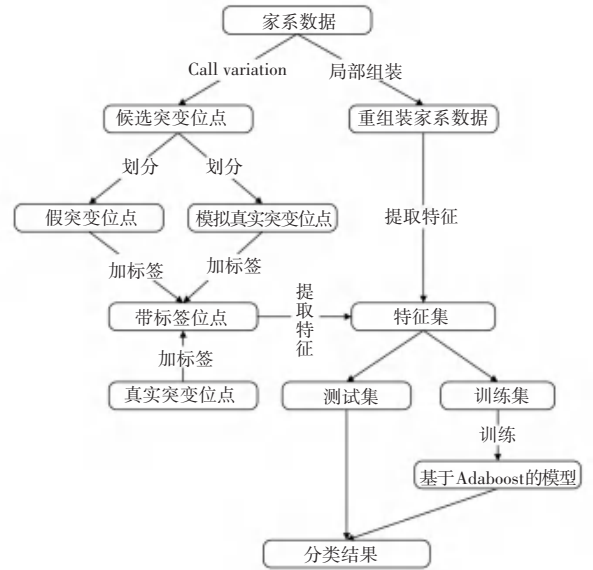 家系数据
Call variation
局部组装
候选突变位点
重组装家系数据
划分
划分
假突变位点
模拟真实突变位点
提取特征
加标签
加标签
带标签位点
提取特征
特征集
加标签
真实突变位点
测试集
训练集
训练
基于Adaboost的模型
分类结果